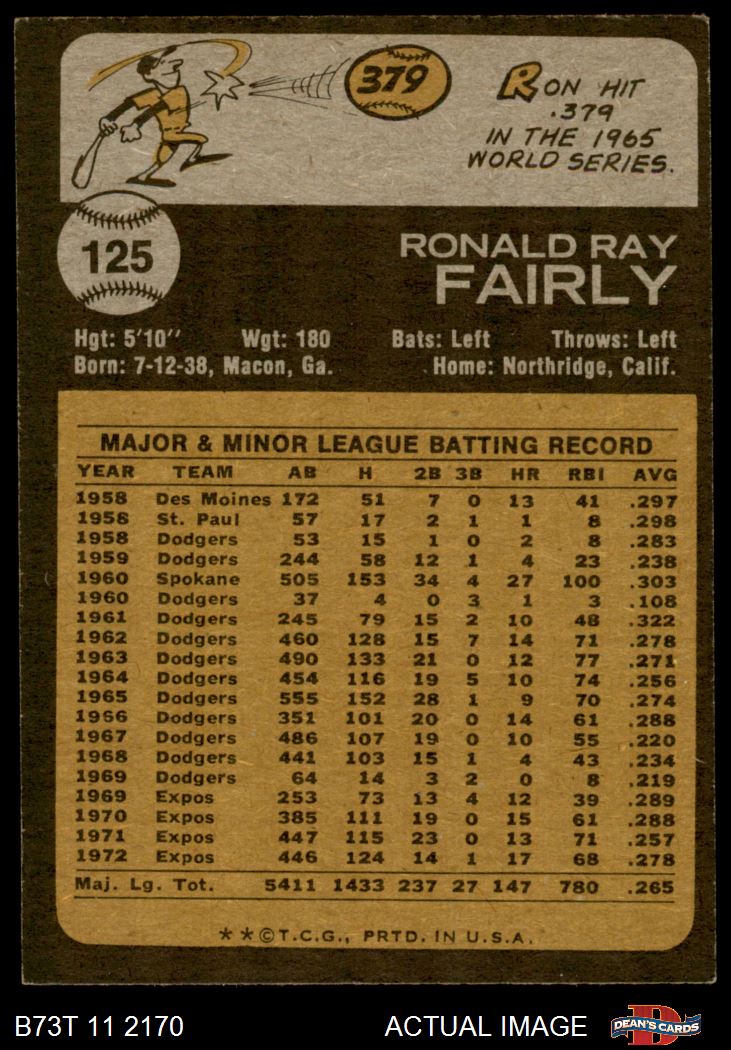 379
RON HIT
.379
IN THE 1965
WORLD SERIES.
125
RONALD RAY
FAIRLY
Hgt: 5'10" Wgt: 180 Bats: Left Throws: Left
Born: 7-12-38, Macon, Ga. Home: Northridge, Calif.
MAJOR & MINOR LEAGUE BATTING RECORD
YEAR TEAM AB H 2B 3B HR RBI AVG
1958 Des Moines 172 51 7 0 13 41 .297
1958 St. Paul 57 17 2 1 1 8 .298
1958 Dodgers 53 15 1 0 2 8 .283
1959 Dodgers 244 58 12 1 4 23 .238
1960 Spokane 505 153 34 4 27 100 .303
1960 Dodgers 37 4 0 3 1 3 .108
1961 Dodgers 245 79 15 2 10 48 .322
1962 Dodgers 460 128 15 7 14 71 .278
1963 Dodgers 490 133 21 0 12 77 .271
1964 Dodgers 454 116 19 5 10 74 .256
1965 Dodgers 555 152 28 1 9 70 .274
1966 Dodgers 351 101 20 0 14 61 .288
1967 Dodgers 486 107 19 0 10 55 .220
1968 Dodgers 441 103 15 1 4 43 .234
1969 Dodgers 64 14 3 2 0 8 .219
1969 Expos 253 73 13 4 12 39 .289
1970 Expos 385 111 19 0 15 61 .288
1971 Expos 447 115 23 0 13 71 .257
1972 Expos 446 124 14 1 17 68 .278
Maj. Lg. Tot. 5411 1433 237 27 147 780 .265
**©T.C.G., PRTD. IN U.S.A.
B73T 11 2170 ACTUAL IMAGE DEAN'S CARDS